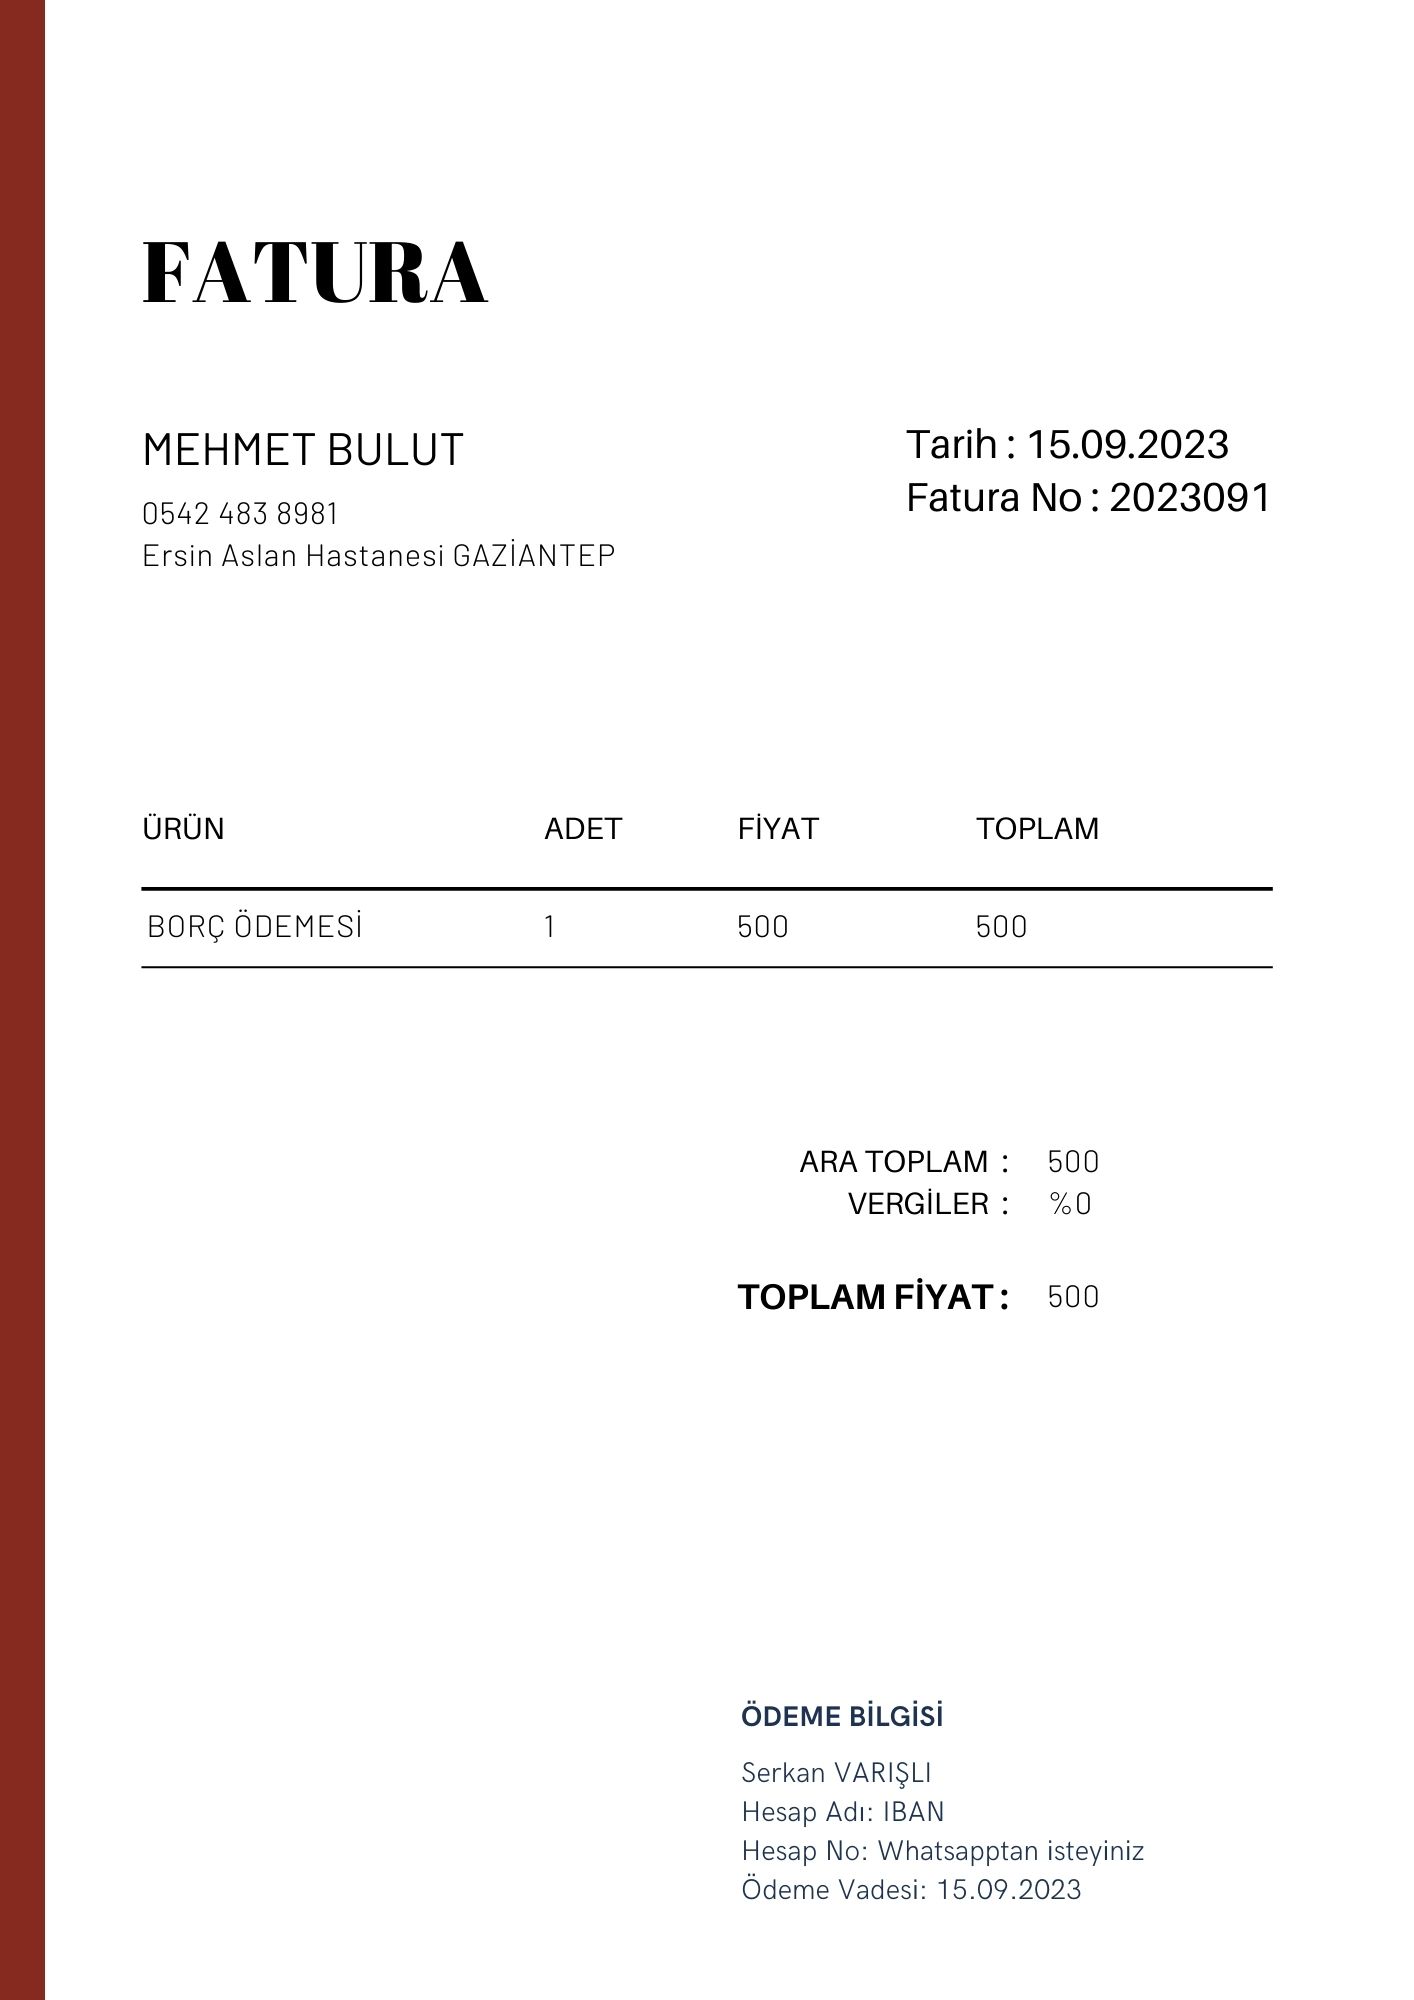 FATURA
MEHMET BULUT
0542 483 8981
Ersin Aslan Hastanesi GAZİANTEP
Tarih : 15.09.2023
Fatura No : 2023091
ÜRÜN ADET FİYAT TOPLAM
BORÇ ÖDEMESİ 1 500 500
ARA TOPLAM : 500
VERGİLER : %0
TOPLAM FİYAT : 500
ÖDEME BİLGİSİ
Serkan VARIŞLI
Hesap Adı: IBAN
Hesap No: Whatsapptan isteyiniz
Ödeme Vadesi: 15.09.2023